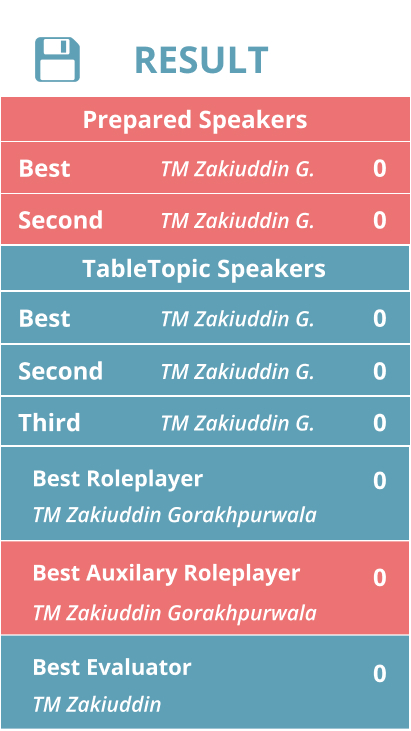 RESULT
Prepared Speakers
Best TM Zakiuddin G. 0
Second TM Zakiuddin G. 0
TableTopic Speakers
Best TM Zakiuddin G. 0
Second TM Zakiuddin G. 0
Third TM Zakiuddin G. 0
Best Roleplayer 0
TM Zakiuddin Gorakhpurwala
Best Auxilary Roleplayer 0
TM Zakiuddin Gorakhpurwala
Best Evaluator 0
TM Zakiuddin